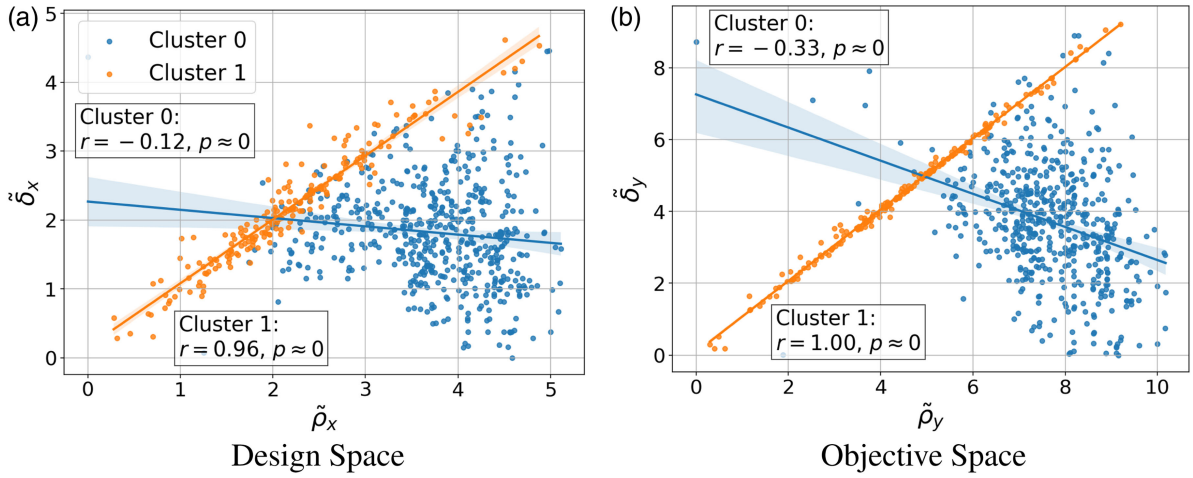 (a)
5
4
3
2
1
0
δ̃ₓ
Cluster 0
Cluster 1
Cluster 0:
r = −0.12, p ≈ 0
Cluster 1:
r = 0.96, p ≈ 0
0 1 2 3 4 5
ρ̃ₓ
Design Space
(b)
8
6
4
2
0
δ̃_y
Cluster 0:
r = −0.33, p ≈ 0
Cluster 1:
r = 1.00, p ≈ 0
0 2 4 6 8 10
ρ̃_y
Objective Space